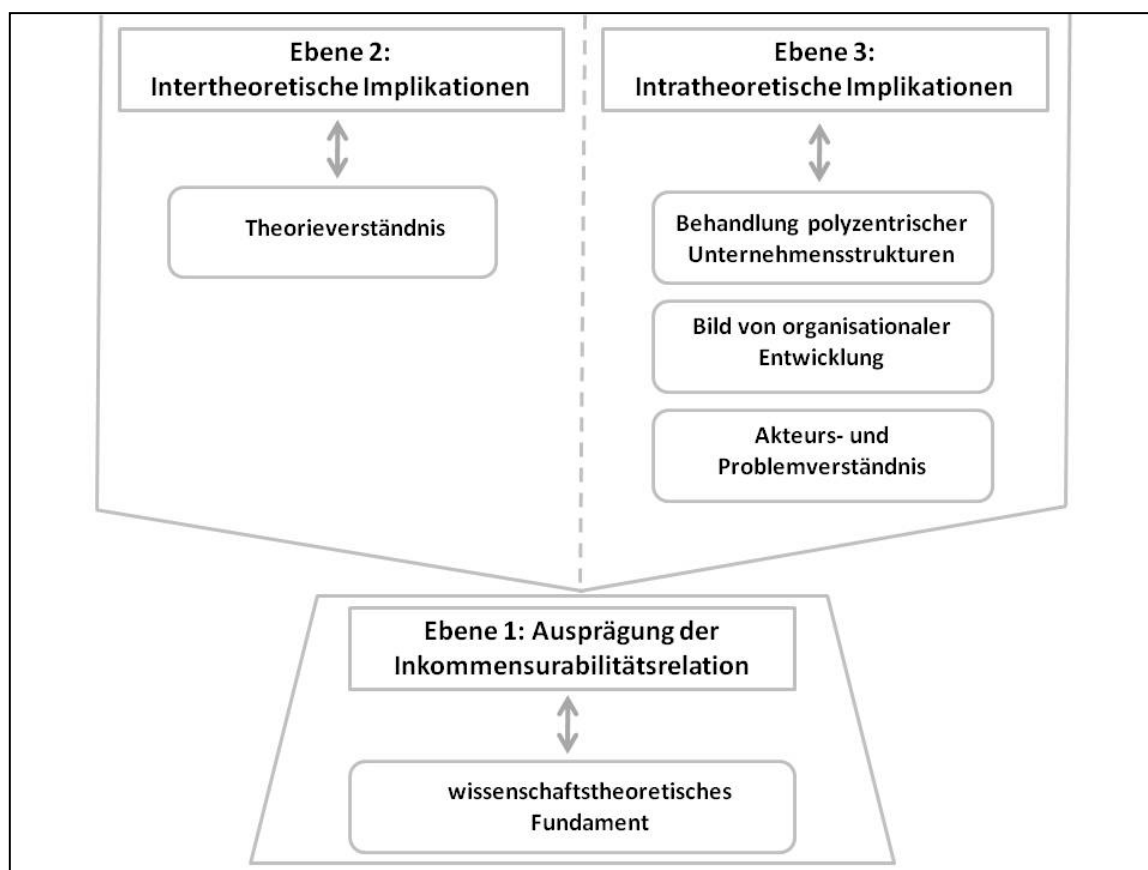 Ebene 2:
Intertheoretische Implikationen
Theorieverständnis
Ebene 3:
Intratheoretische Implikationen
Behandlung polyzentrischer
Unternehmensstrukturen
Bild von organisationaler
Entwicklung
Akteurs- und
Problemverständnis
Ebene 1: Ausprägung der
Inkommensurabilitätsrelation
wissenschaftstheoretisches
Fundament